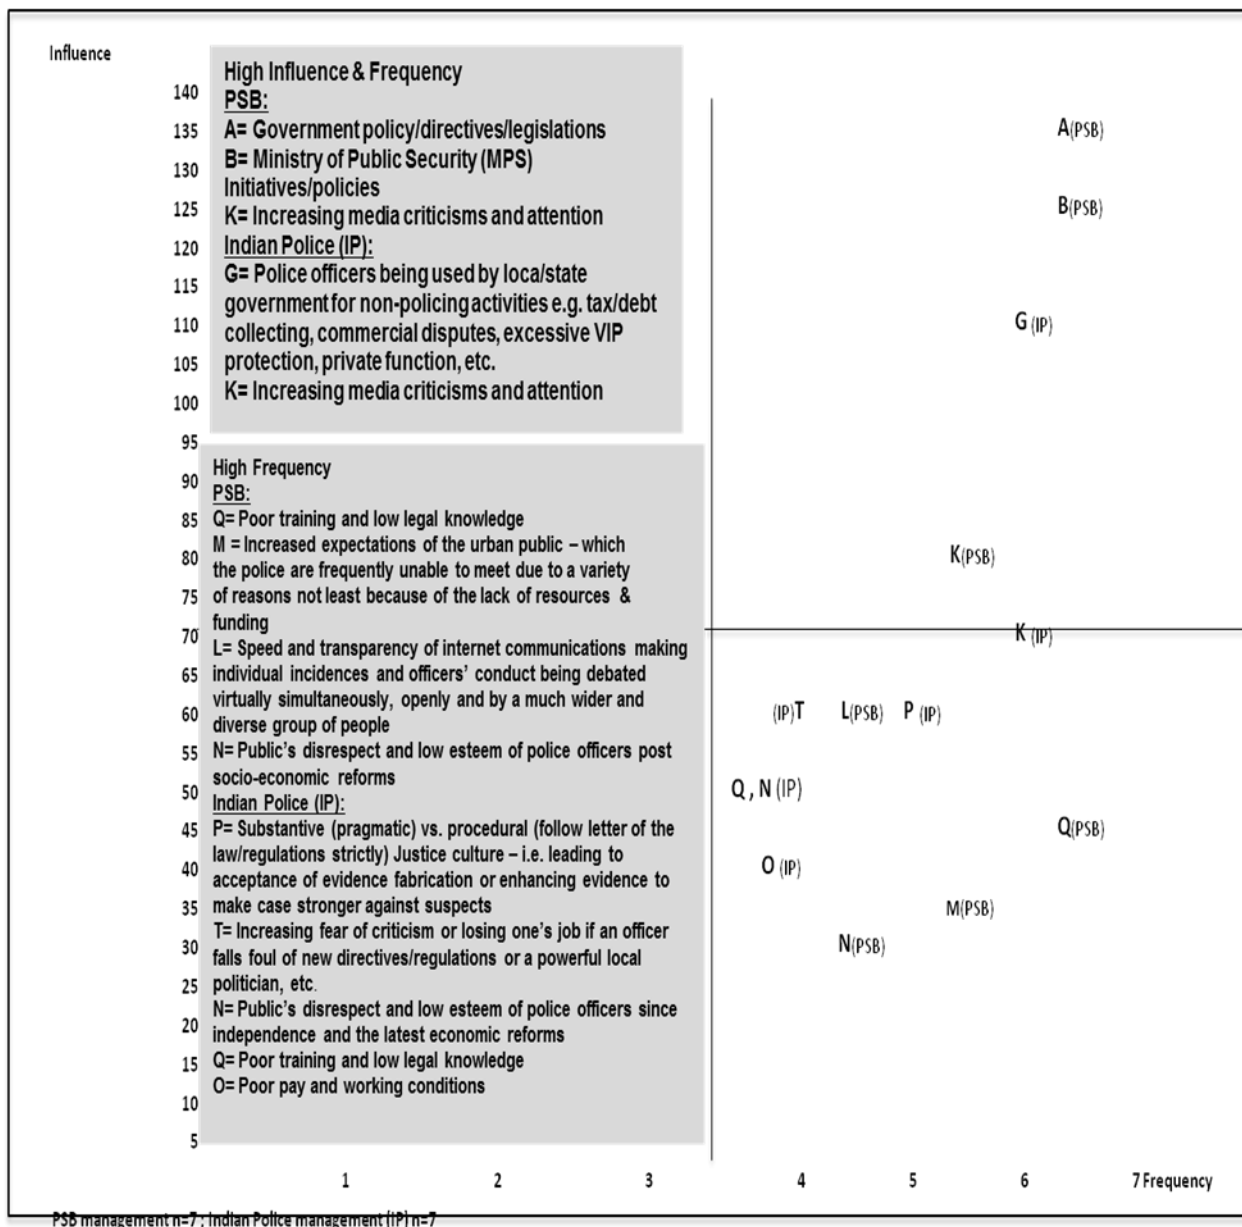 Influence
High Influence & Frequency
PSB:
A= Government policy/directives/legislations
B= Ministry of Public Security (MPS)
Initiatives/policies
K= Increasing media criticisms and attention
Indian Police (IP):
G= Police officers being used by loca/state
government for non-policing activities e.g. tax/debt
collecting, commercial disputes, excessive VIP
protection, private function, etc.
K= Increasing media criticisms and attention
High Frequency
PSB:
Q= Poor training and low legal knowledge
M = Increased expectations of the urban public – which
the police are frequently unable to meet due to a variety
of reasons not least because of the lack of resources &
funding
L= Speed and transparency of internet communications making
individual incidences and officers' conduct being debated
virtually simultaneously, openly and by a much wider and
diverse group of people
N= Public's disrespect and low esteem of police officers post
socio-economic reforms
Indian Police (IP):
P= Substantive (pragmatic) vs. procedural (follow letter of the
law/regulations strictly) Justice culture – i.e. leading to
acceptance of evidence fabrication or enhancing evidence to
make case stronger against suspects
T= Increasing fear of criticism or losing one's job if an officer
falls foul of new directives/regulations or a powerful local
politician, etc.
N= Public's disrespect and low esteem of police officers since
independence and the latest economic reforms
Q= Poor training and low legal knowledge
O= Poor pay and working conditions
140
135
130
125
120
115
110
105
100
95
90
85
80
75
70
65
60
55
50
45
40
35
30
25
20
15
10
5
A(PSB)
B(PSB)
G (IP)
K(PSB)
K (IP)
(IP)T L(PSB) P (IP)
Q , N (IP)
Q(PSB)
O (IP)
M(PSB)
N(PSB)
1 2 3 4 5 6 7 Frequency
PSB management n=7 ; Indian Police management (IP) n=7